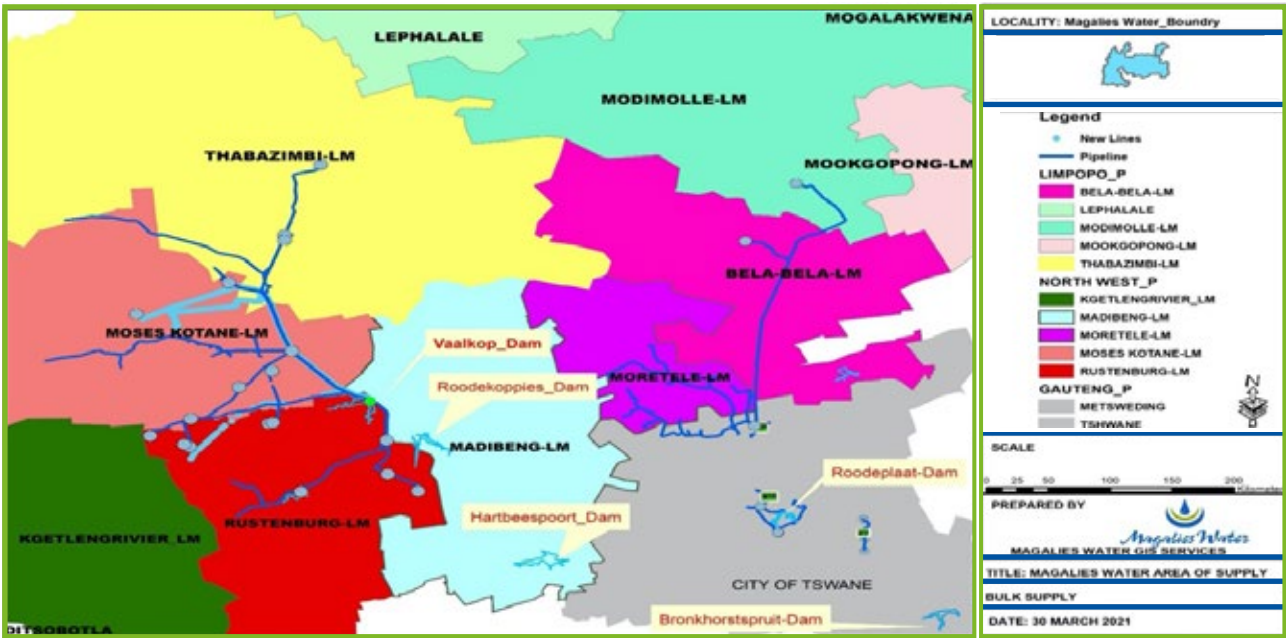 LEPHALALE
MOGALAKWENA
MODIMOLLE-LM
THABAZIMBI-LM
MOOKGOPONG-LM
BELA-BELA-LM
MOSES KOTANE-LM
Vaalkop_Dam
Roodekoppies_Dam
MORETELE-LM
MADIBENG-LM
Roodeplaat-Dam
Hartbeespoort_Dam
RUSTENBURG-LM
KGETLENGRIVIER_LM
CITY OF TSWANE
Bronkhorstspruit-Dam
DITSOBOTLA
LOCALITY: Magalies Water_Boundry
Legend
New Lines
Pipeline
LIMPOPO_P
BELA-BELA-LM
LEPHALALE
MODIMOLLE-LM
MOOKGOPONG-LM
THABAZIMBI-LM
NORTH WEST_P
KGETLENGRIVIER_LM
MADIBENG-LM
MORETELE-LM
MOSES KOTANE-LM
RUSTENBURG-LM
GAUTENG_P
METSWEDING
TSHWANE
N
SCALE
0 25 50 100 150 200
Kilometer
PREPARED BY
Magalies Water
MAGALIES WATER GIS SERVICES
TITLE: MAGALIES WATER AREA OF SUPPLY
BULK SUPPLY
DATE: 30 MARCH 2021